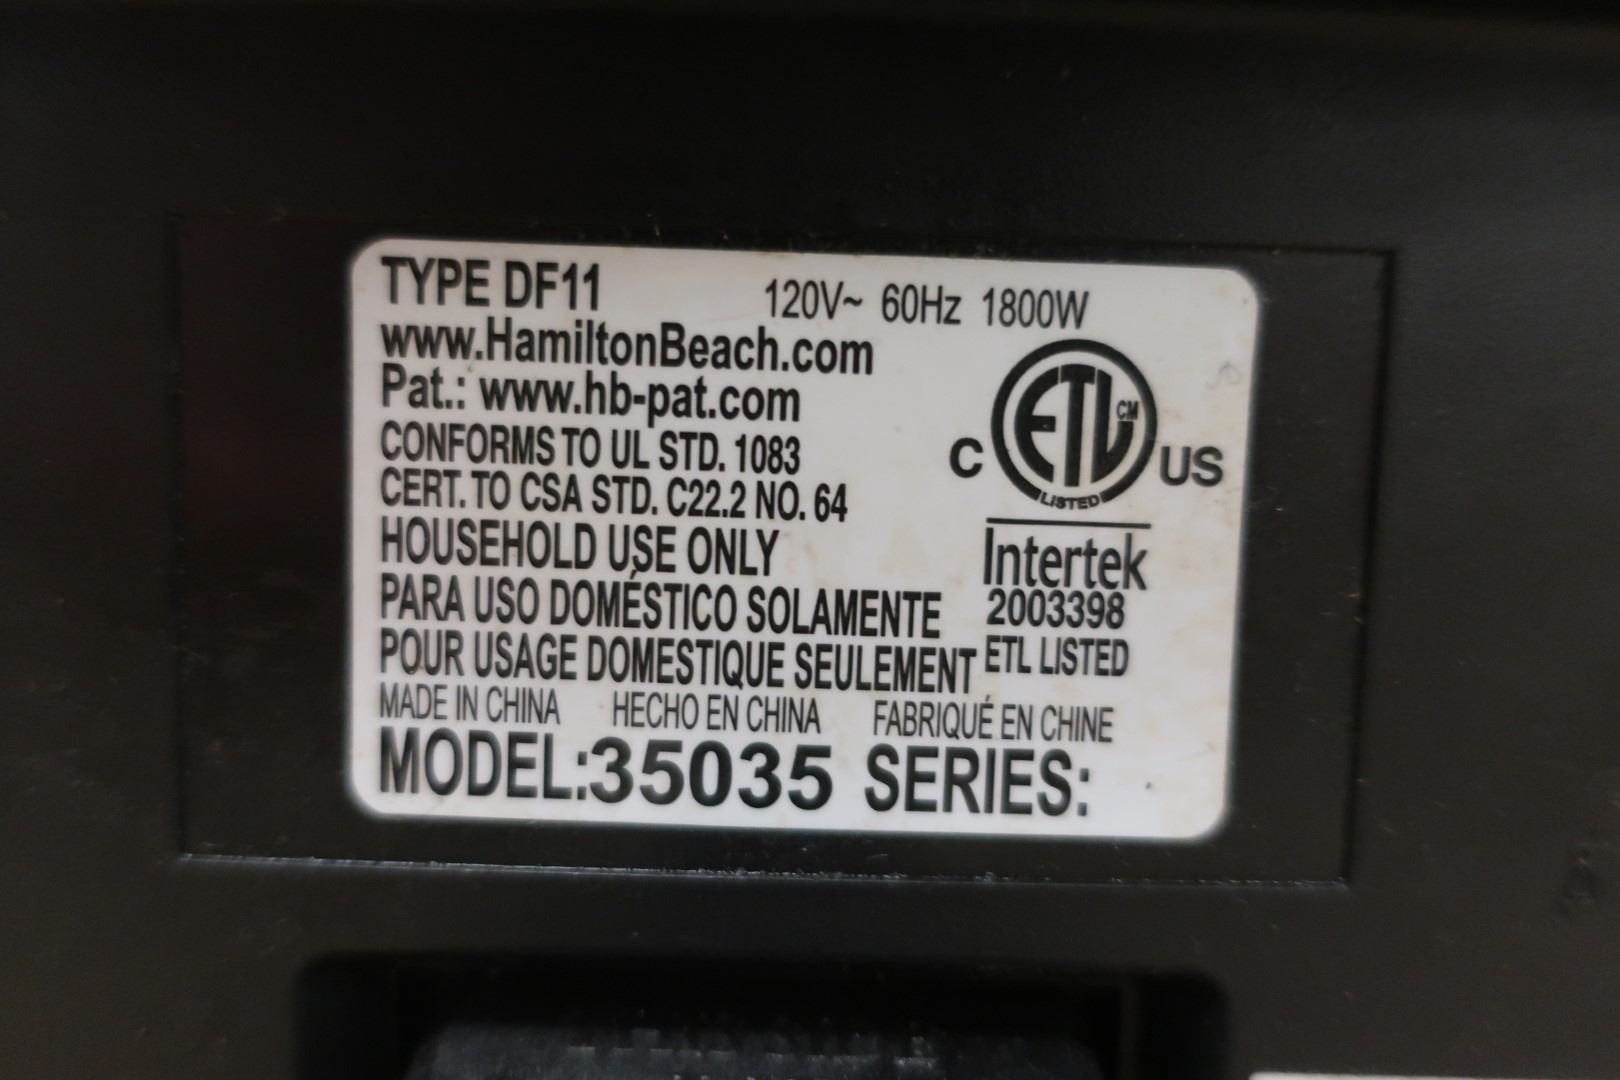 TYPE DF11 120V~ 60Hz 1800W
www.HamiltonBeach.com
Pat.: www.hb-pat.com
CONFORMS TO UL STD. 1083
CERT. TO CSA STD. C22.2 NO. 64
HOUSEHOLD USE ONLY
PARA USO DOMÉSTICO SOLAMENTE
POUR USAGE DOMESTIQUE SEULEMENT
C ETL CM US
LISTED
Intertek
2003398
ETL LISTED
MADE IN CHINA HECHO EN CHINA FABRIQUÉ EN CHINE
MODEL:35035 SERIES: